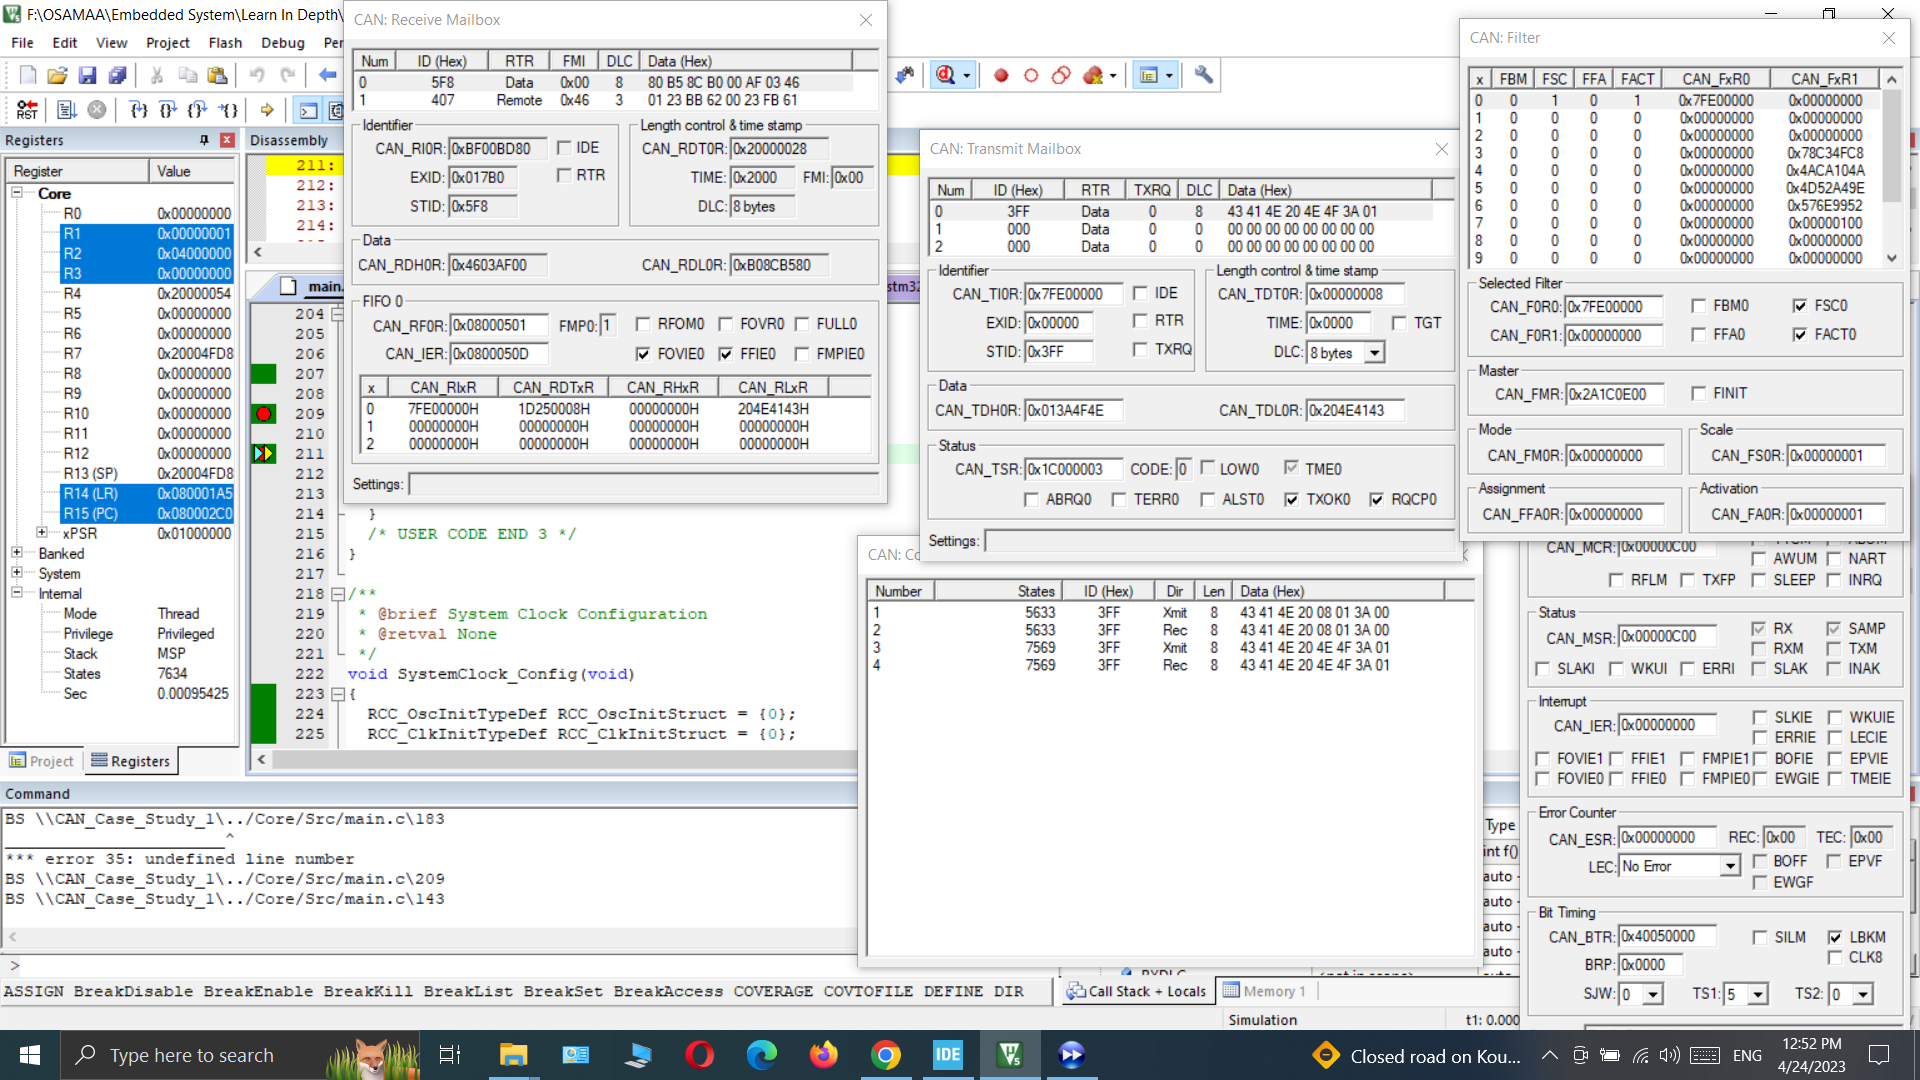 F:\OSAMAA\Embedded System\Learn In Depth\
File Edit View Project Flash Debug Per
Registers
Register Value
Core
R0 0x00000000
R1 0x00000001
R2 0x04000000
R3 0x00000000
R4 0x20000054
R5 0x00000000
R6 0x00000000
R7 0x20004FD8
R8 0x00000000
R9 0x00000000
R10 0x00000000
R11 0x00000000
R12 0x00000000
R13 (SP) 0x20004FD8
R14 (LR) 0x080001A5
R15 (PC) 0x080002C0
xPSR 0x01000000
Banked
System
Internal
Mode Thread
Privilege Privileged
Stack MSP
States 7634
Sec 0.00095425
Project Registers
Disassembly
211:
212:
213:
214:
main.
stm32
204
205
206
207
208
209
210
211
212
213
214 }
215 /* USER CODE END 3 */
216 }
217
218 /**
219 * @brief System Clock Configuration
220 * @retval None
221 */
222 void SystemClock_Config(void)
223 {
224 RCC_OscInitTypeDef RCC_OscInitStruct = {0};
225 RCC_ClkInitTypeDef RCC_ClkInitStruct = {0};
CAN: Receive Mailbox
Num ID (Hex) RTR FMI DLC Data (Hex)
0 5F8 Data 0x00 8 80 B5 8C B0 00 AF 03 46
1 407 Remote 0x46 3 01 23 BB 62 00 23 FB 61
Identifier
CAN_RI0R: 0xBF00BD80 IDE
EXID: 0x017B0 RTR
STID: 0x5F8
Length control & time stamp
CAN_RDT0R: 0x20000028
TIME: 0x2000 FMI: 0x00
DLC: 8 bytes
Data
CAN_RDH0R: 0x4603AF00 CAN_RDL0R: 0xB08CB580
FIFO 0
CAN_RF0R: 0x08000501 FMP0: 1 RFOM0 FOVR0 FULL0
CAN_IER: 0x0800050D FOVIE0 FFIE0 FMPIE0
x CAN_RIxR CAN_RDTxR CAN_RHxR CAN_RLxR
0 7FE00000H 1D250008H 00000000H 204E4143H
1 00000000H 00000000H 00000000H 00000000H
2 00000000H 00000000H 00000000H 00000000H
Settings:
CAN: Transmit Mailbox
Num ID (Hex) RTR TXRQ DLC Data (Hex)
0 3FF Data 0 8 43 41 4E 20 4E 4F 3A 01
1 000 Data 0 0 00 00 00 00 00 00 00 00
2 000 Data 0 0 00 00 00 00 00 00 00 00
Identifier
CAN_TI0R: 0x7FE00000 IDE
EXID: 0x00000 RTR
STID: 0x3FF TXRQ
Length control & time stamp
CAN_TDT0R: 0x00000008
TIME: 0x0000 TGT
DLC: 8 bytes
Data
CAN_TDH0R: 0x013A4F4E CAN_TDL0R: 0x204E4143
Status
CAN_TSR: 0x1C000003 CODE: 0 LOW0 TME0
ABRQ0 TERR0 ALST0 TXOK0 RQCP0
Settings:
CAN: Co
Number States ID (Hex) Dir Len Data (Hex)
1 5633 3FF Xmit 8 43 41 4E 20 08 01 3A 00
2 5633 3FF Rec 8 43 41 4E 20 08 01 3A 00
3 7569 3FF Xmit 8 43 41 4E 20 4E 4F 3A 01
4 7569 3FF Rec 8 43 41 4E 20 4E 4F 3A 01
CAN: Filter
x FBM FSC FFA FACT CAN_FxR0 CAN_FxR1
0 0 1 0 1 0x7FE00000 0x00000000
1 0 0 0 0 0x00000000 0x00000000
2 0 0 0 0 0x00000000 0x00000000
3 0 0 0 0 0x00000000 0x78C34FC8
4 0 0 0 0 0x00000000 0x4ACA104A
5 0 0 0 0 0x00000000 0x4D52A49E
6 0 0 0 0 0x00000000 0x576E9952
7 0 0 0 0 0x00000000 0x00000100
8 0 0 0 0 0x00000000 0x00000000
9 0 0 0 0 0x00000000 0x00000000
Selected Filter
CAN_F0R0: 0x7FE00000 FBM0 FSC0
CAN_F0R1: 0x00000000 FFA0 FACT0
Master
CAN_FMR: 0x2A1C0E00 FINIT
Mode
CAN_FM0R: 0x00000000
Scale
CAN_FS0R: 0x00000001
Assignment
CAN_FFA0R: 0x00000000
Activation
CAN_FA0R: 0x00000001
CAN_MCR: 0x00000C00
AWUM NART
RFLM TXFP SLEEP INRQ
Status
CAN_MSR: 0x00000C00 RX SAMP
RXM TXM
SLAKI WKUI ERRI SLAK INAK
Interrupt
CAN_IER: 0x00000000 SLKIE WKUIE
ERRIE LECIE
FOVIE1 FFIE1 FMPIE1 BOFIE EPVIE
FOVIE0 FFIE0 FMPIE0 EWGIE TMEIE
Error Counter
CAN_ESR: 0x00000000 REC: 0x00 TEC: 0x00
LEC: No Error BOFF EPVF
EWGF
Bit Timing
CAN_BTR: 0x40050000 SILM LBKM
BRP: 0x0000 CLK8
SJW: 0 TS1: 5 TS2: 0
Command
BS \\CAN_Case_Study_1\../Core/Src/main.c\183
^
*** error 35: undefined line number
BS \\CAN_Case_Study_1\../Core/Src/main.c\209
BS \\CAN_Case_Study_1\../Core/Src/main.c\143
>
ASSIGN BreakDisable BreakEnable BreakKill BreakList BreakSet BreakAccess COVERAGE COVTOFILE DEFINE DIR
Type
int f()
auto -
auto -
auto -
auto -
auto -
Call Stack + Locals Memory 1
Simulation t1: 0.000
Type here to search
IDE
Closed road on Kou...
ENG
12:52 PM
4/24/2023